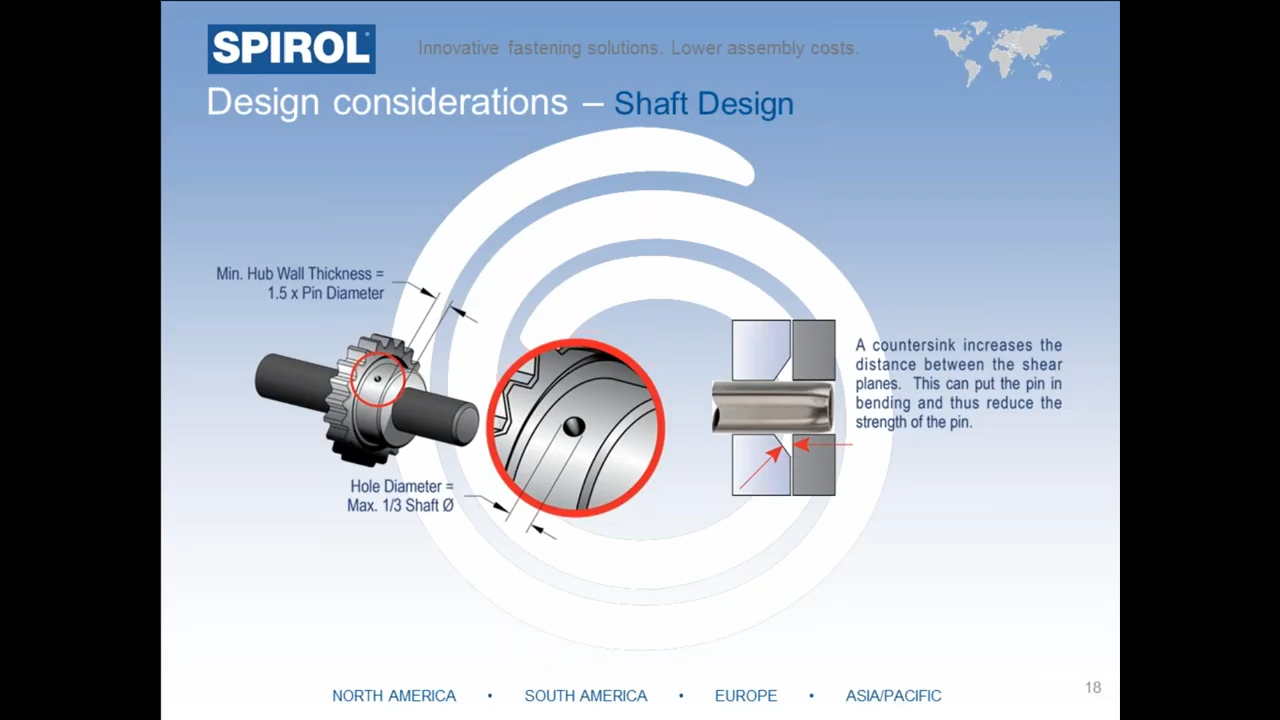 SPIROL
Innovative fastening solutions. Lower assembly costs.
Design considerations – Shaft Design
Min. Hub Wall Thickness =
1.5 x Pin Diameter
A countersink increases the
distance between the shear
planes. This can put the pin in
bending and thus reduce the
strength of the pin.
Hole Diameter =
Max. 1/3 Shaft Ø
NORTH AMERICA • SOUTH AMERICA • EUROPE • ASIA/PACIFIC
18